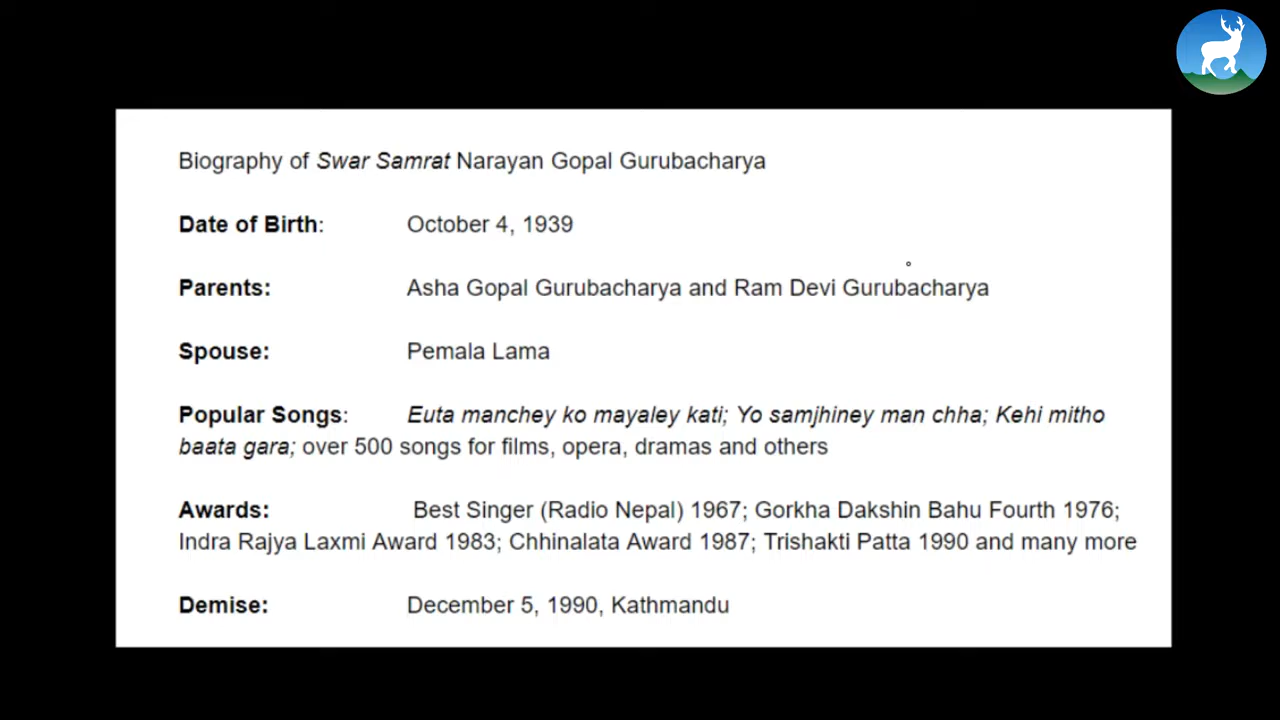 Biography of Swar Samrat Narayan Gopal Gurubacharya
Date of Birth: October 4, 1939
Parents: Asha Gopal Gurubacharya and Ram Devi Gurubacharya
Spouse: Pemala Lama
Popular Songs: Euta manchey ko mayaley kati; Yo samjhiney man chha; Kehi mitho
baata gara; over 500 songs for films, opera, dramas and others
Awards: Best Singer (Radio Nepal) 1967; Gorkha Dakshin Bahu Fourth 1976;
Indra Rajya Laxmi Award 1983; Chhinalata Award 1987; Trishakti Patta 1990 and many more
Demise: December 5, 1990, Kathmandu